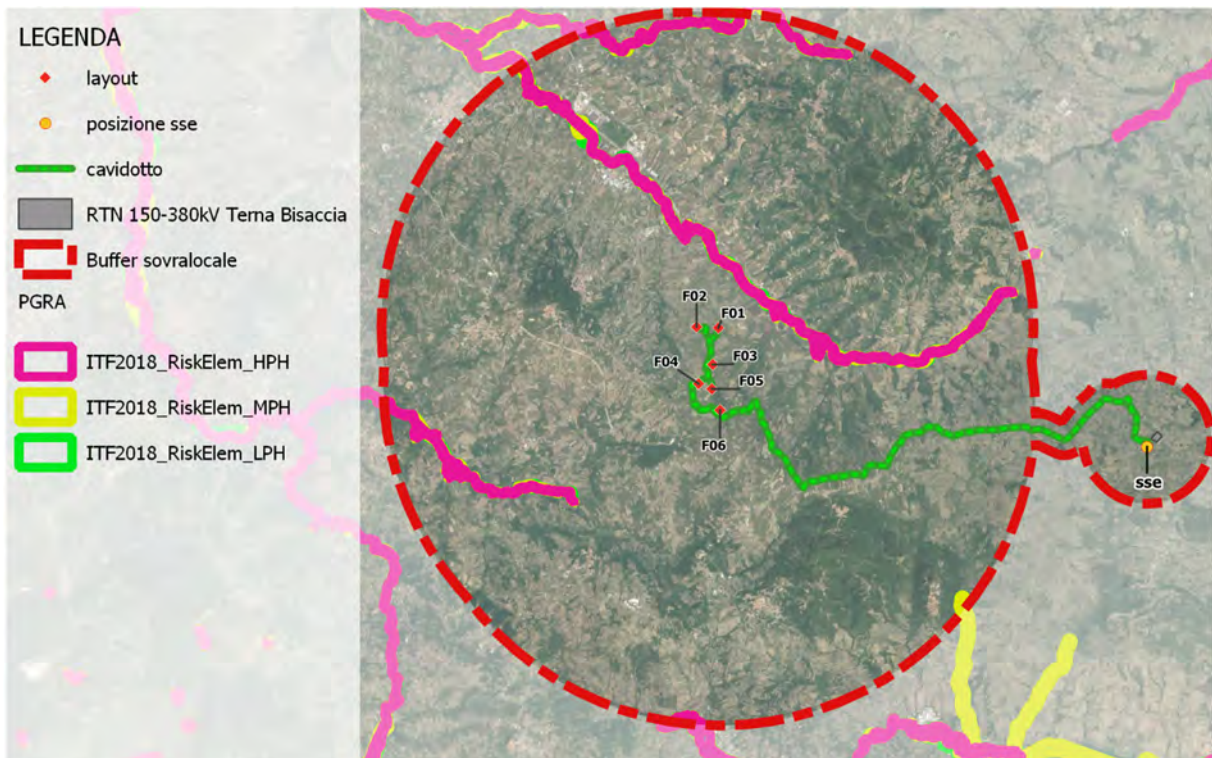 LEGENDA
layout
posizione sse
cavidotto
RTN 150-380kV Terna Bisaccia
Buffer sovralocale
PGRA
ITF2018_RiskElem_HPH
ITF2018_RiskElem_MPH
ITF2018_RiskElem_LPH
F02
F01
F03
F04
F05
F06
sse